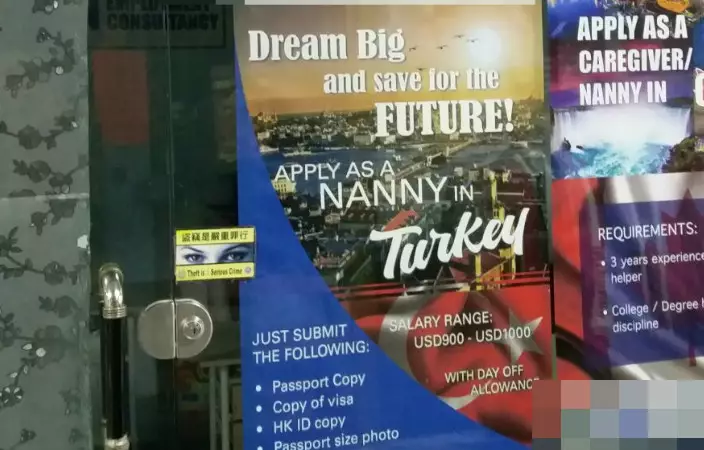 EMPLOYMENT
CONSULTANCY
Dream Big
and save for the
FUTURE!
APPLY AS A
NANNY IN
Turkey
盜竊是嚴重罪行
Theft is a Serious Crime
SALARY RANGE:
USD900 - USD1000
WITH DAY OFF
ALLOWANCE
JUST SUBMIT
THE FOLLOWING:
• Passport Copy
• Copy of visa
• HK ID copy
• Passport size photo
APPLY AS A
CAREGIVER/
NANNY IN
REQUIREMENTS:
• 3 years experience
helper
• College / Degree
discipline